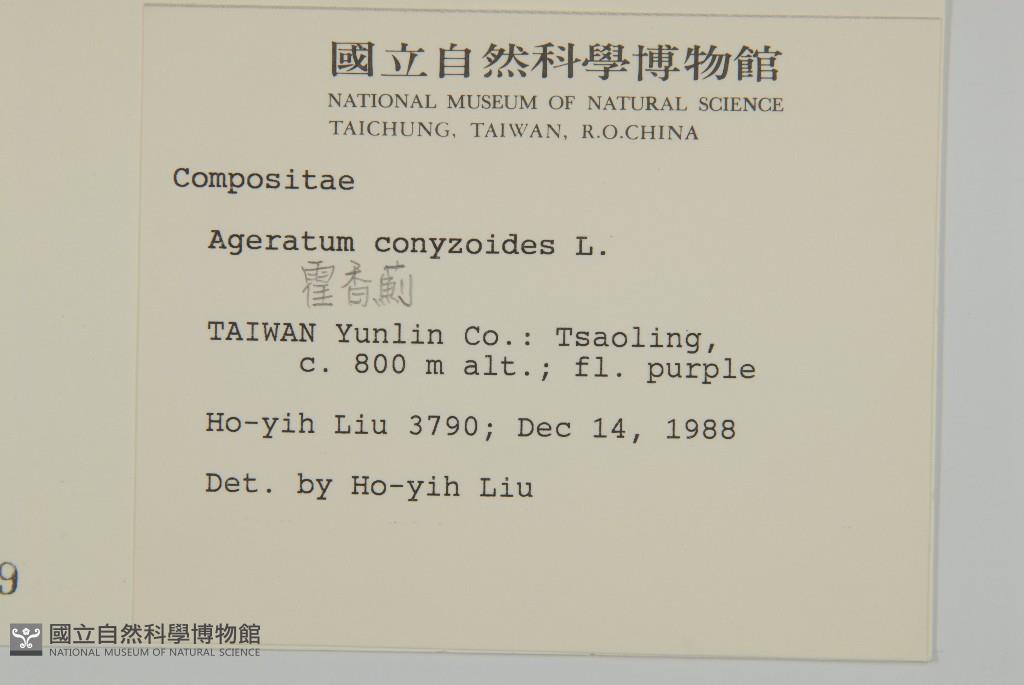 國立自然科學博物館
NATIONAL MUSEUM OF NATURAL SCIENCE
TAICHUNG, TAIWAN, R.O.CHINA
Compositae
Ageratum conyzoides L.
霍香薊
TAIWAN Yunlin Co.: Tsaoling,
c. 800 m alt.; fl. purple
Ho-yih Liu 3790; Dec 14, 1988
Det. by Ho-yih Liu
9
國立自然科學博物館
NATIONAL MUSEUM OF NATURAL SCIENCE